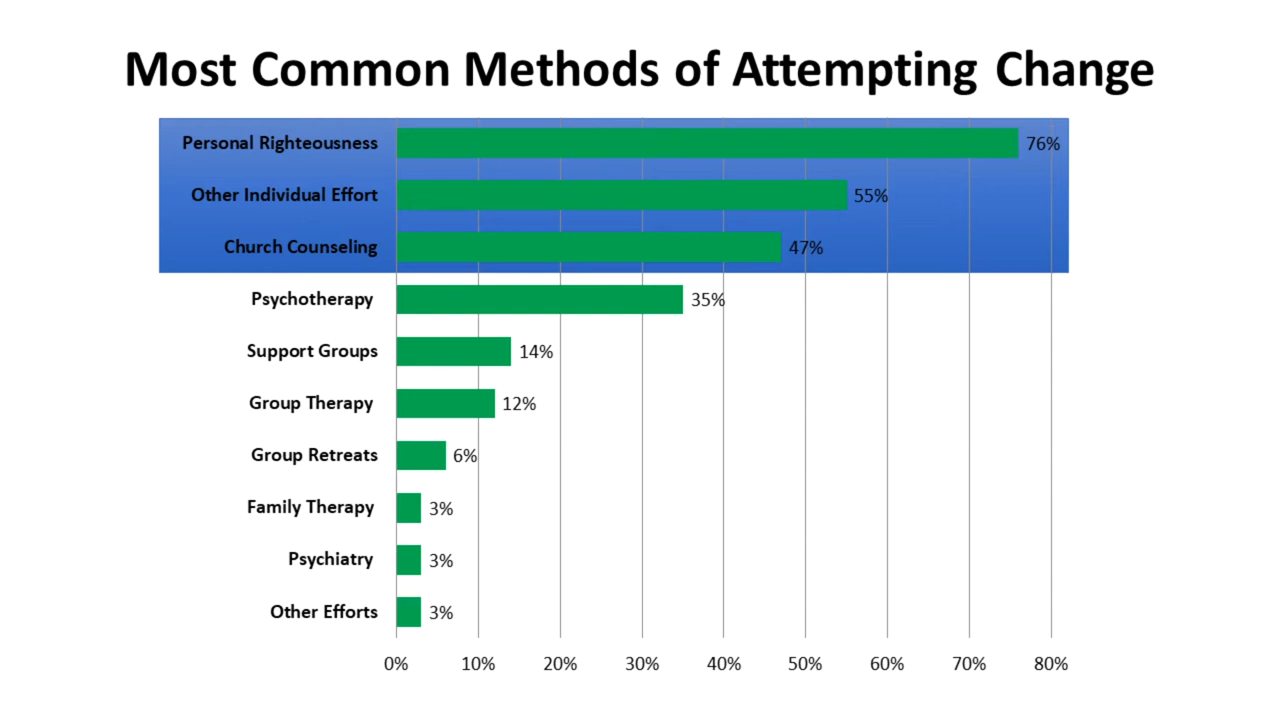 Most Common Methods of Attempting Change
Personal Righteousness 76%
Other Individual Effort 55%
Church Counseling 47%
Psychotherapy 35%
Support Groups 14%
Group Therapy 12%
Group Retreats 6%
Family Therapy 3%
Psychiatry 3%
Other Efforts 3%
0% 10% 20% 30% 40% 50% 60% 70% 80%